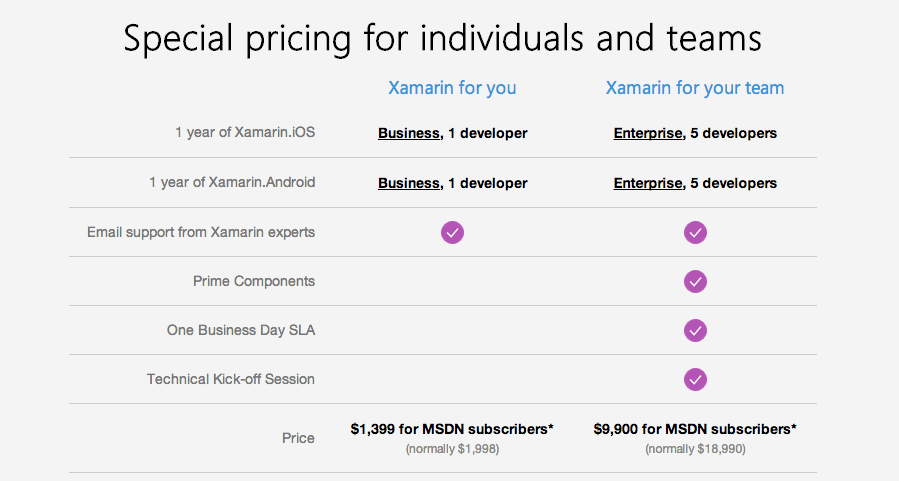 Special pricing for individuals and teams
Xamarin for you Xamarin for your team
1 year of Xamarin.iOS Business, 1 developer Enterprise, 5 developers
1 year of Xamarin.Android Business, 1 developer Enterprise, 5 developers
Email support from Xamarin experts
Prime Components
One Business Day SLA
Technical Kick-off Session
Price $1,399 for MSDN subscribers* $9,900 for MSDN subscribers*
(normally $1,998) (normally $18,990)